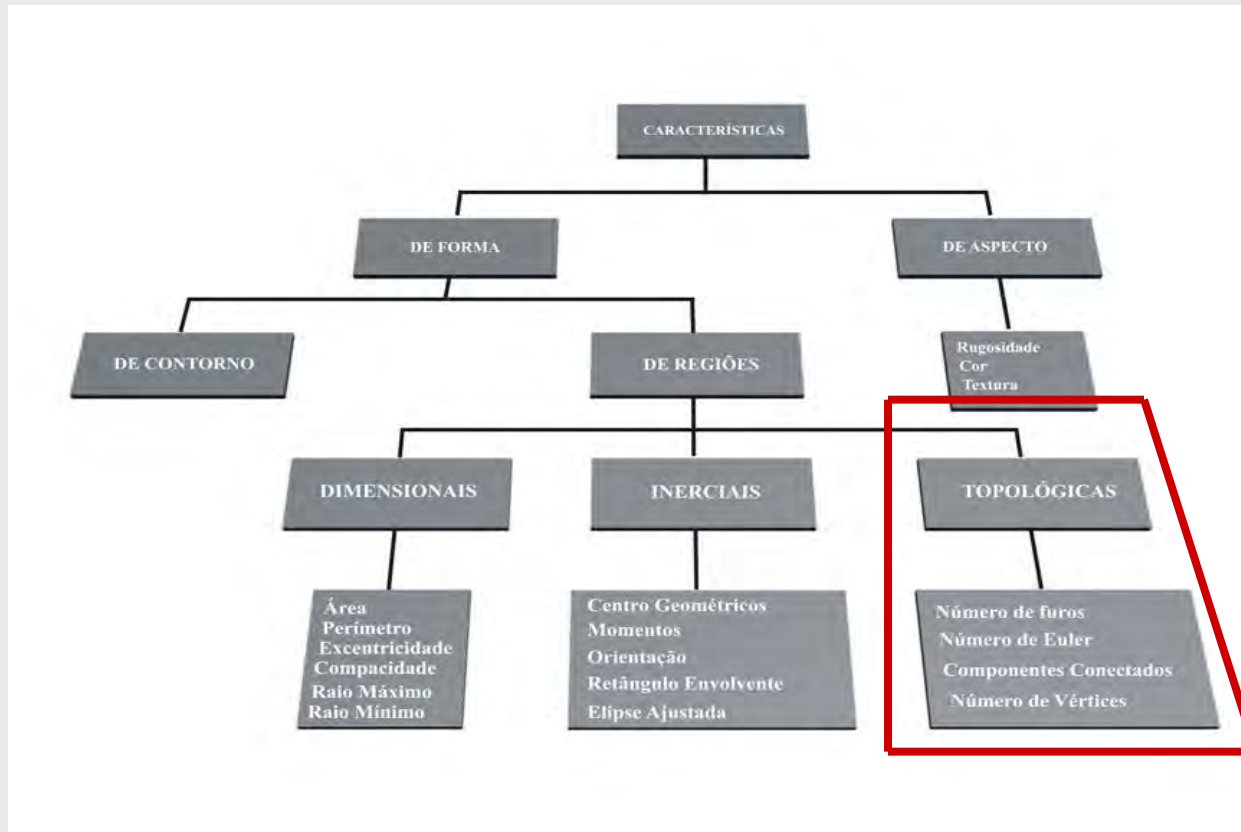 CARACTERÍSTICAS
DE FORMA
DE ASPECTO
DE CONTORNO
DE REGIÕES
Rugosidade
Cor
Textura
DIMENSIONAIS
INERCIAIS
TOPOLÓGICAS
Área
Perímetro
Excentricidade
Compacidade
Raio Máximo
Raio Mínimo
Centro Geométricos
Momentos
Orientação
Retângulo Envolvente
Elipse Ajustada
Número de furos
Número de Euler
Componentes Conectados
Número de Vértices